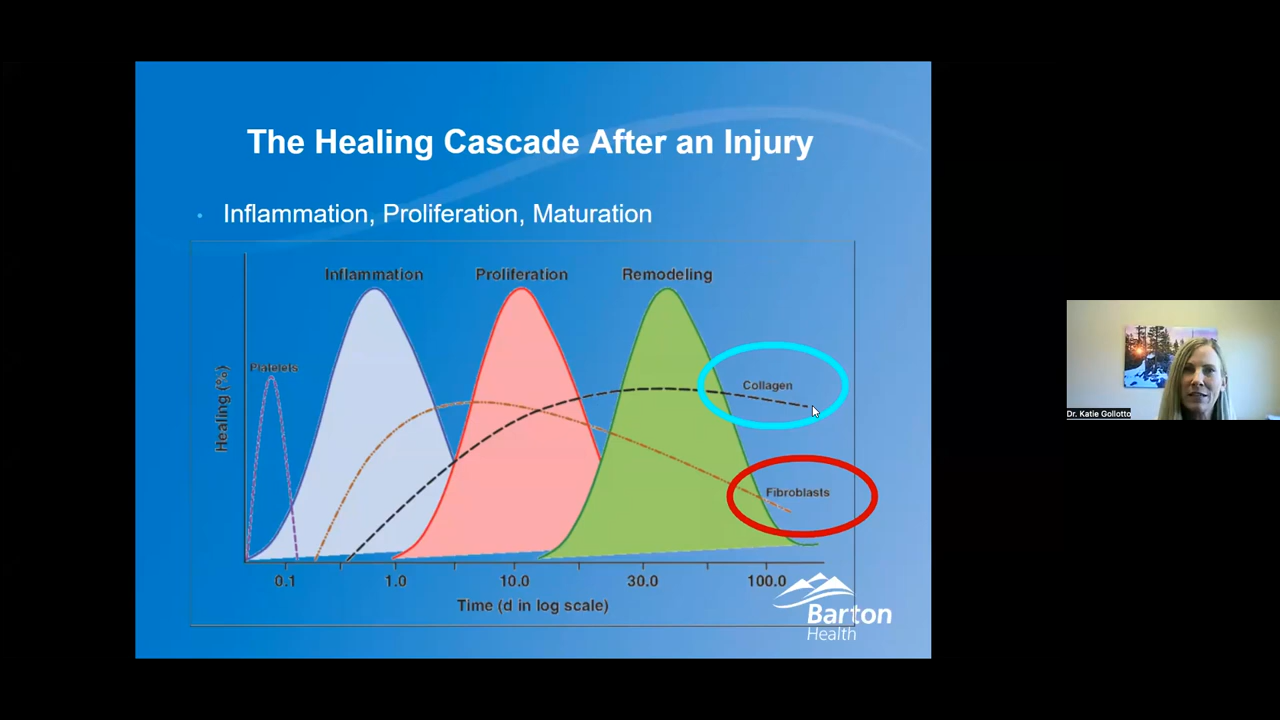 The Healing Cascade After an Injury
• Inflammation, Proliferation, Maturation
Inflammation Proliferation Remodeling
Platelets
Healing (%)
Collagen
Fibroblasts
0.1 1.0 10.0 30.0 100.0
Time (d in log scale)
Barton
Health
Dr. Katie Gollotto